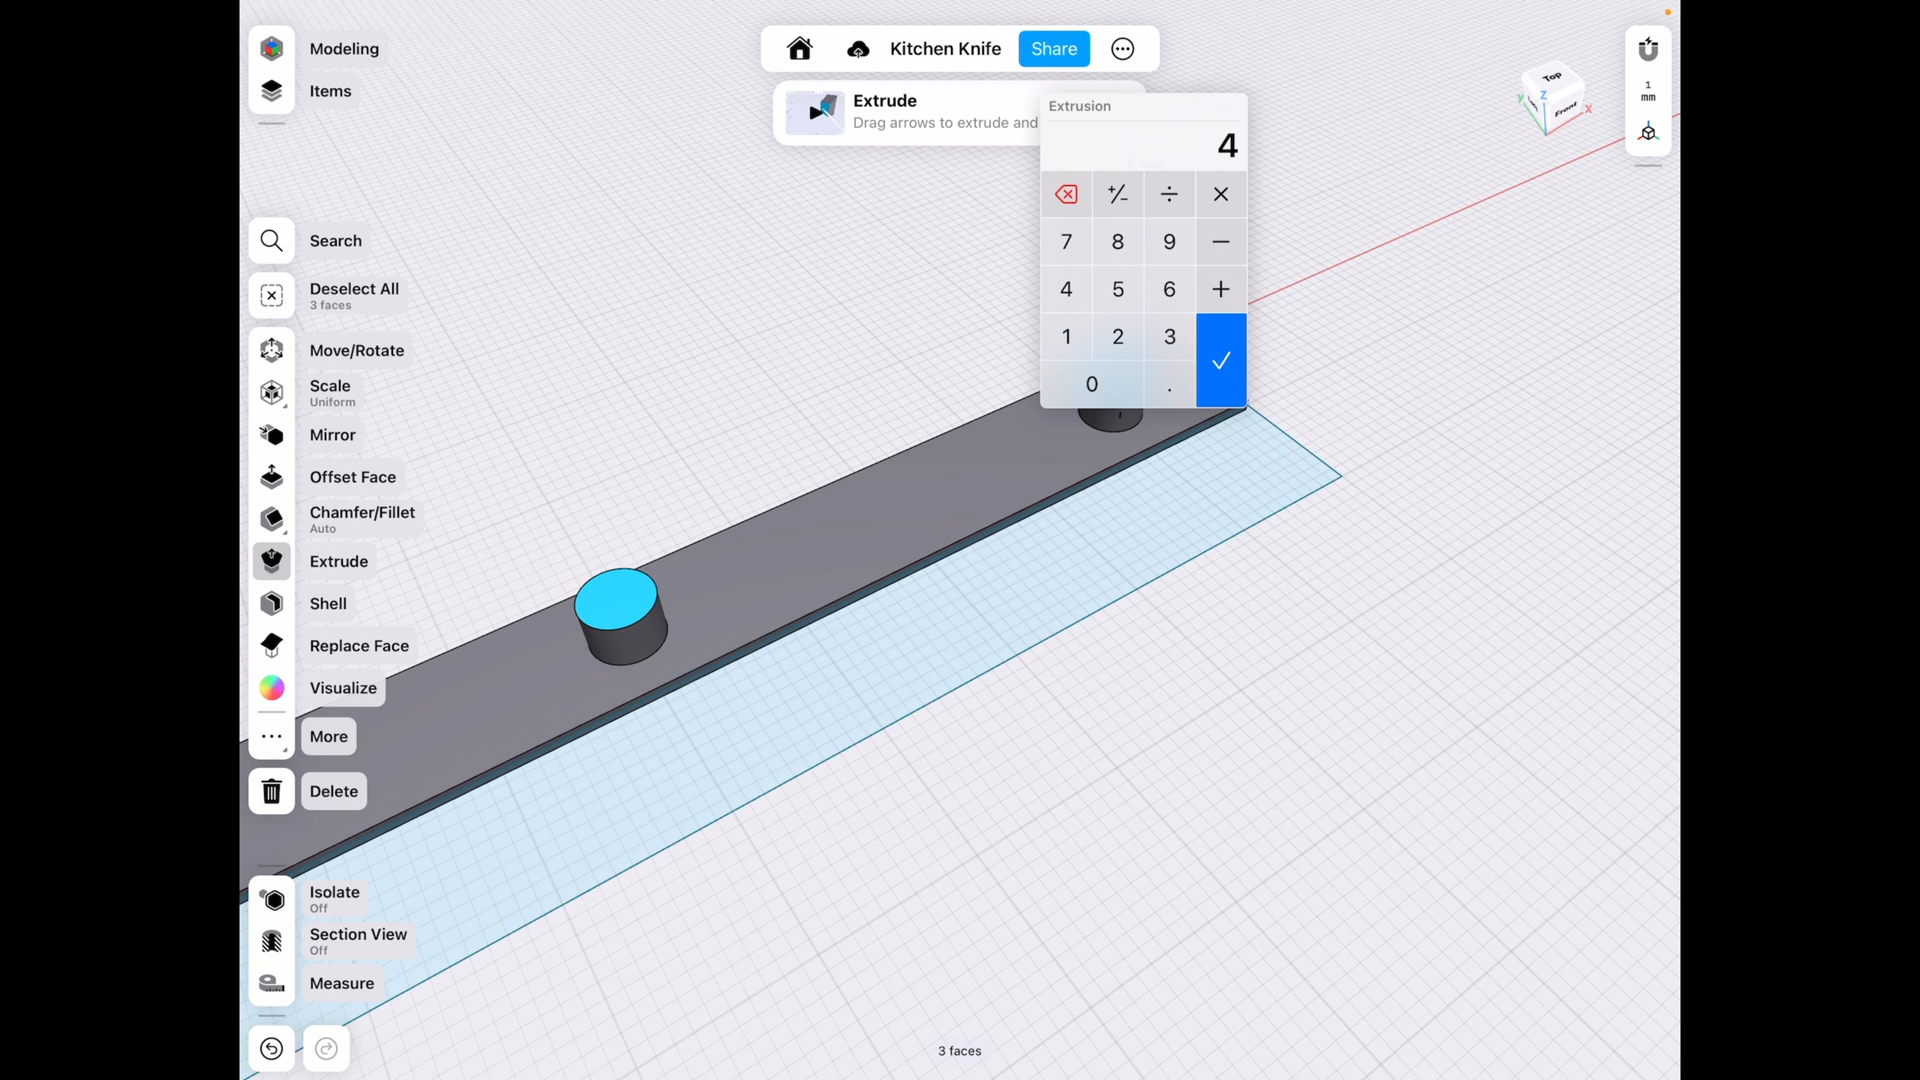 Modeling
Items
Kitchen Knife
Share
Extrude
Drag arrows to extrude and
Extrusion
4
+/− ÷ ×
7 8 9 −
4 5 6 +
1 2 3
0 .
Top
Front
Z
Y
X
1
mm
Search
Deselect All
3 faces
Move/Rotate
Scale
Uniform
Mirror
Offset Face
Chamfer/Fillet
Auto
Extrude
Shell
Replace Face
Visualize
More
Delete
Isolate
Off
Section View
Off
Measure
3 faces